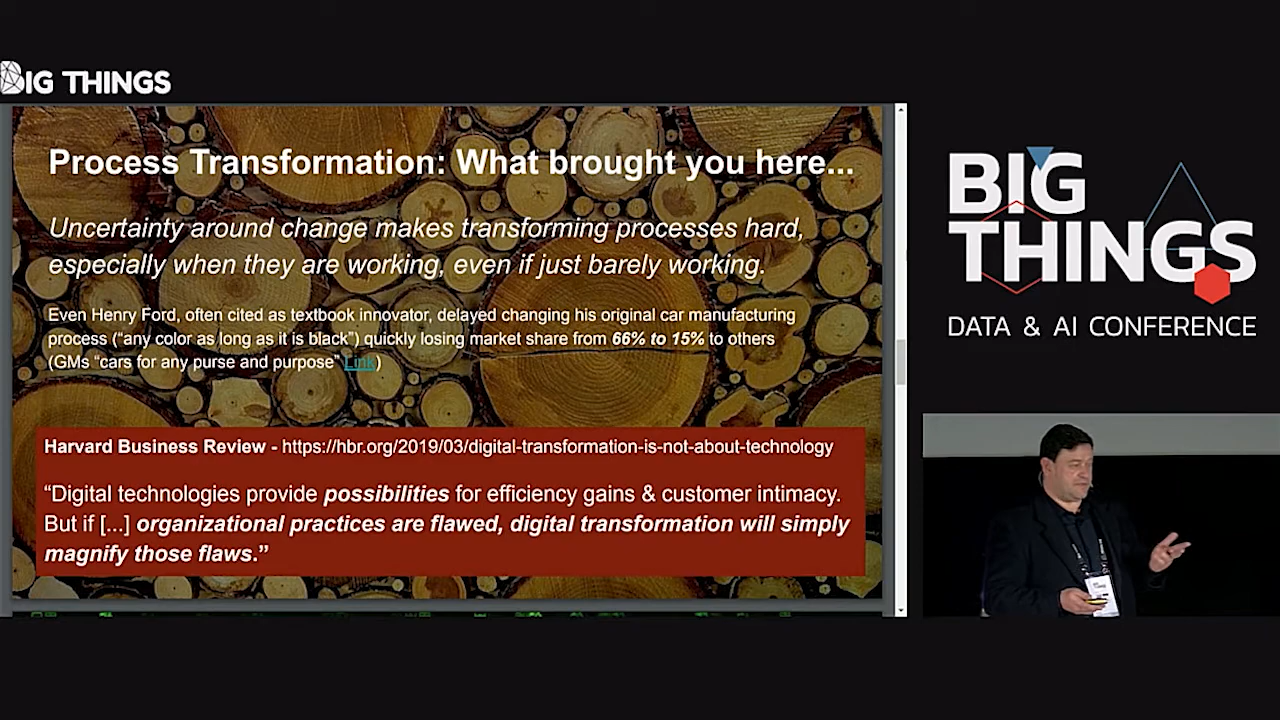 BIG THINGS
Process Transformation: What brought you here...
Uncertainty around change makes transforming processes hard,
especially when they are working, even if just barely working.
Even Henry Ford, often cited as textbook innovator, delayed changing his original car manufacturing
process (“any color as long as it is black”) quickly losing market share from 66% to 15% to others
(GMs “cars for any purse and purpose” Link)
Harvard Business Review - https://hbr.org/2019/03/digital-transformation-is-not-about-technology
“Digital technologies provide possibilities for efficiency gains & customer intimacy.
But if [...] organizational practices are flawed, digital transformation will simply
magnify those flaws.”
BIG
THINGS
DATA & AI CONFERENCE